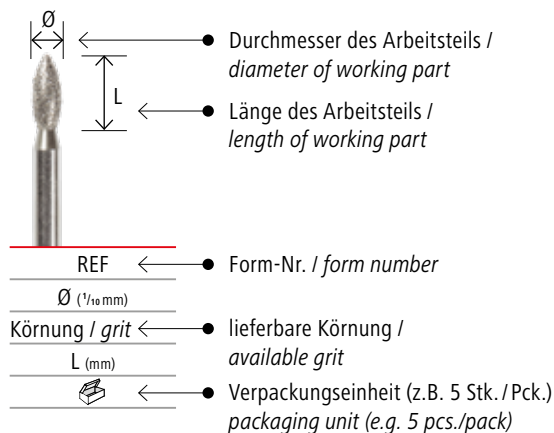 Ø
Durchmesser des Arbeitsteils /
diameter of working part
L
Länge des Arbeitsteils /
length of working part
REF
Form-Nr. / form number
Ø (1/10 mm)
Körnung / grit
lieferbare Körnung /
available grit
L (mm)
Verpackungseinheit (z.B. 5 Stk. / Pck.)
packaging unit (e.g. 5 pcs./pack)